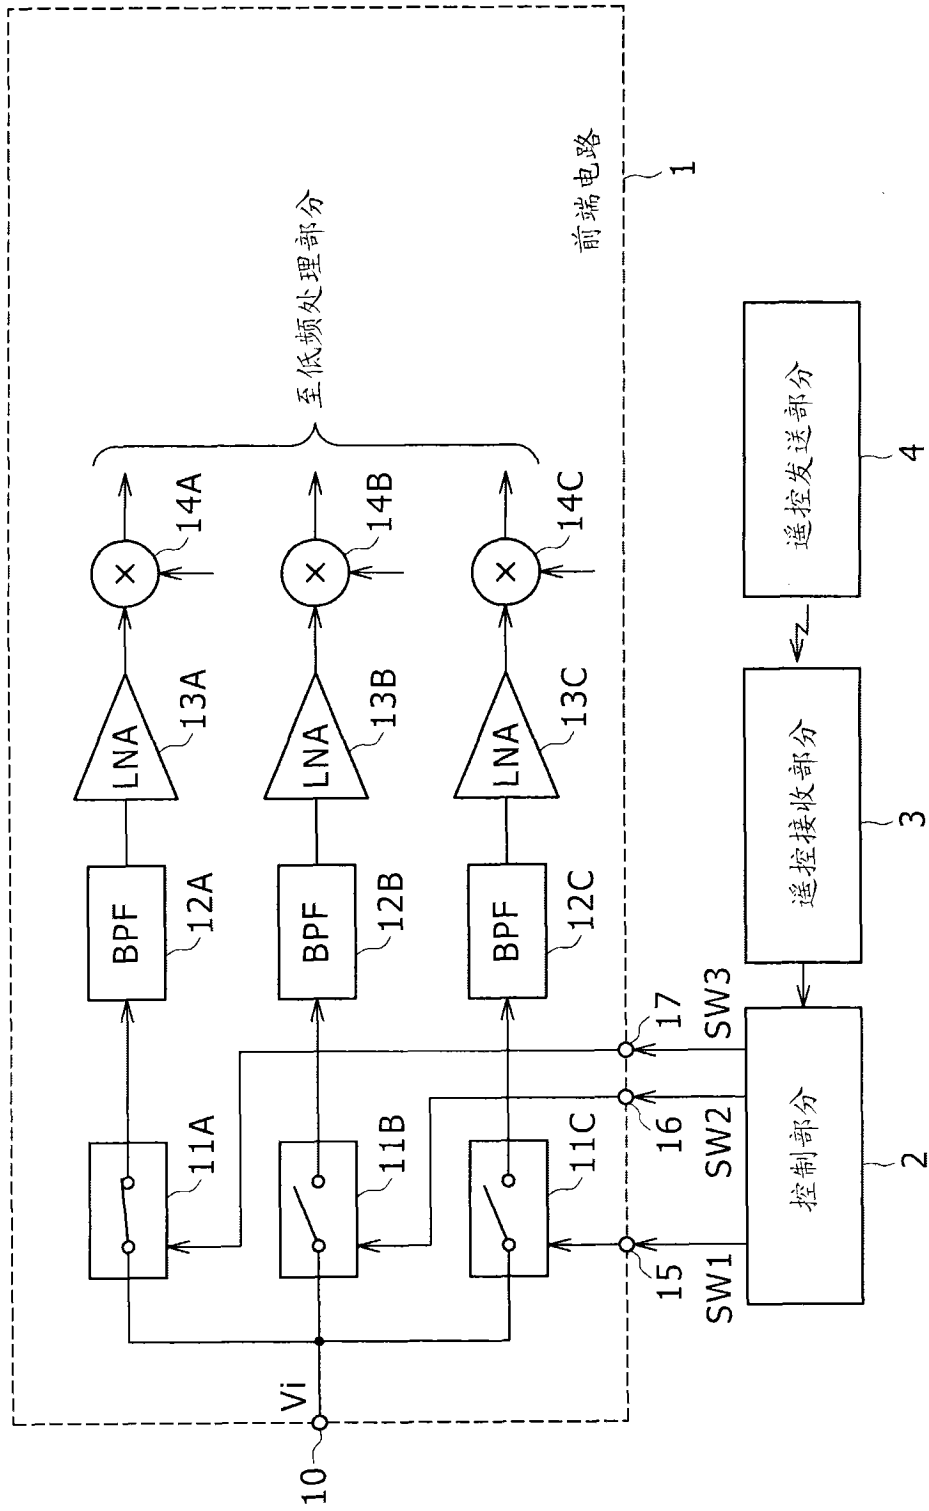 11A
BPF
12A
LNA
13A
14A
Vi
10
11B
BPF
12B
LNA
13B
14B
至低频处理部分
11C
BPF
12C
LNA
13C
14C
15
16
17
前端电路
1
SW1
SW2
SW3
控制部分
2
遥控接收部分
3
遥控发送部分
4